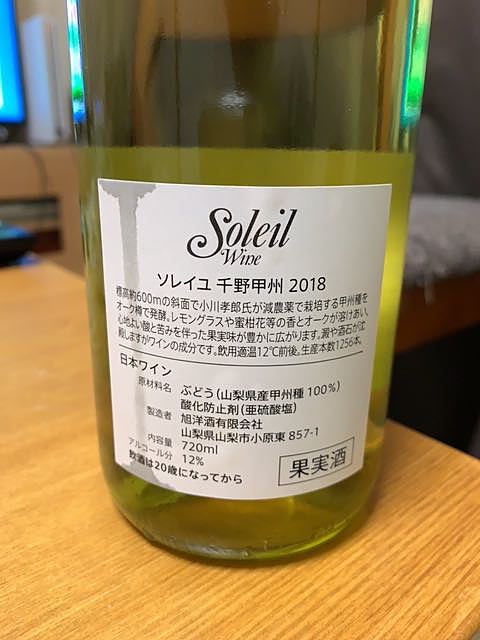 Soleil
Wine
ソレイユ 千野甲州 2018
標高約600mの斜面で小川孝郎氏が減農薬で栽培する甲州種を
オーク樽で発酵。レモングラスや蜜柑花等の香とオークが溶けあい、
心地よい酸と苦みを伴った果実味が豊かに広がります。澱や酒石が沈
殿しますがワインの成分です。飲用適温12℃前後。生産本数1256本。
日本ワイン
原材料名 ぶどう(山梨県産甲州種100%)
酸化防止剤(亜硫酸塩)
製造者 旭洋酒有限会社
山梨県山梨市小原東857-1
内容量 720ml
アルコール分 12%
飲酒は20歳になってから
果実酒